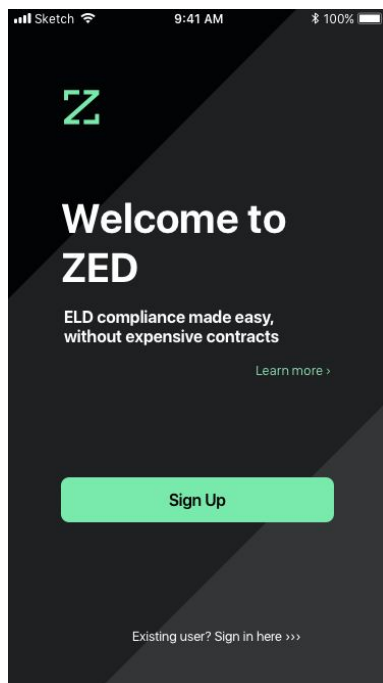 Sketch 9:41 AM 100%
Z
Welcome to
ZED
ELD compliance made easy,
without expensive contracts
Learn more ›
Sign Up
Existing user? Sign in here ›››